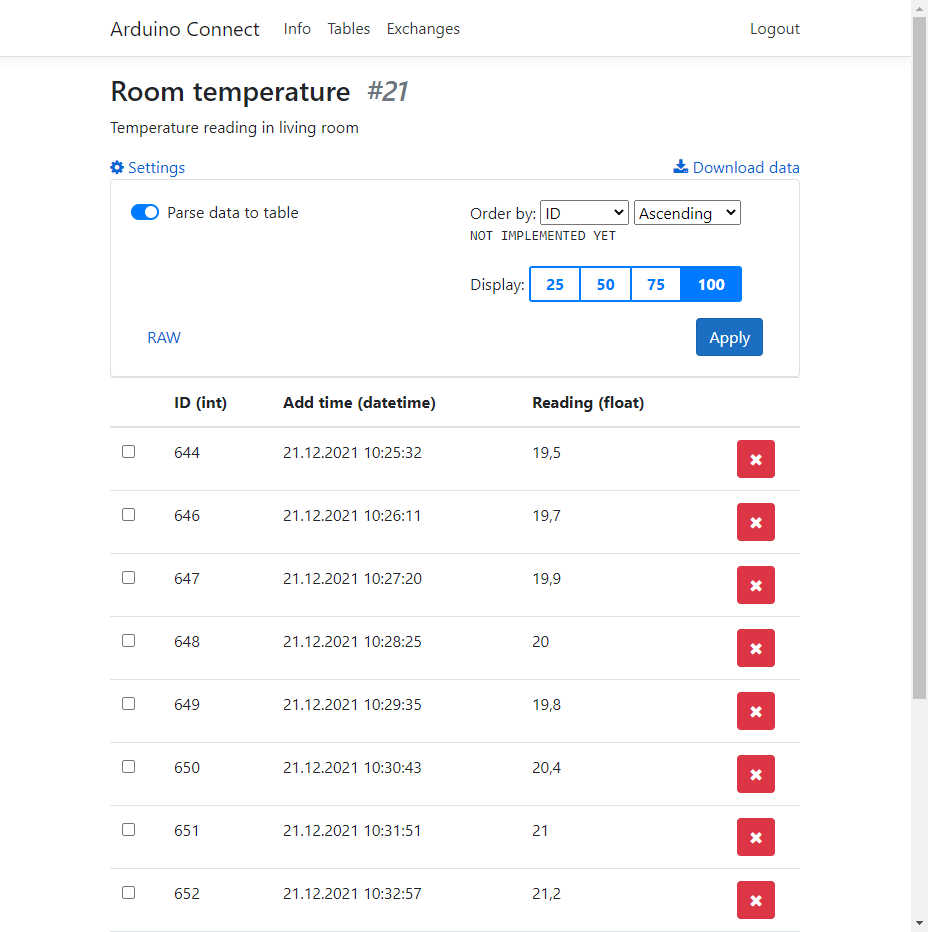 Arduino Connect Info Tables Exchanges Logout
Room temperature #21
Temperature reading in living room
Settings Download data
Parse data to table Order by: ID Ascending
NOT IMPLEMENTED YET
Display: 25 50 75 100
RAW Apply
ID (int) Add time (datetime) Reading (float)
644 21.12.2021 10:25:32 19,5
646 21.12.2021 10:26:11 19,7
647 21.12.2021 10:27:20 19,9
648 21.12.2021 10:28:25 20
649 21.12.2021 10:29:35 19,8
650 21.12.2021 10:30:43 20,4
651 21.12.2021 10:31:51 21
652 21.12.2021 10:32:57 21,2